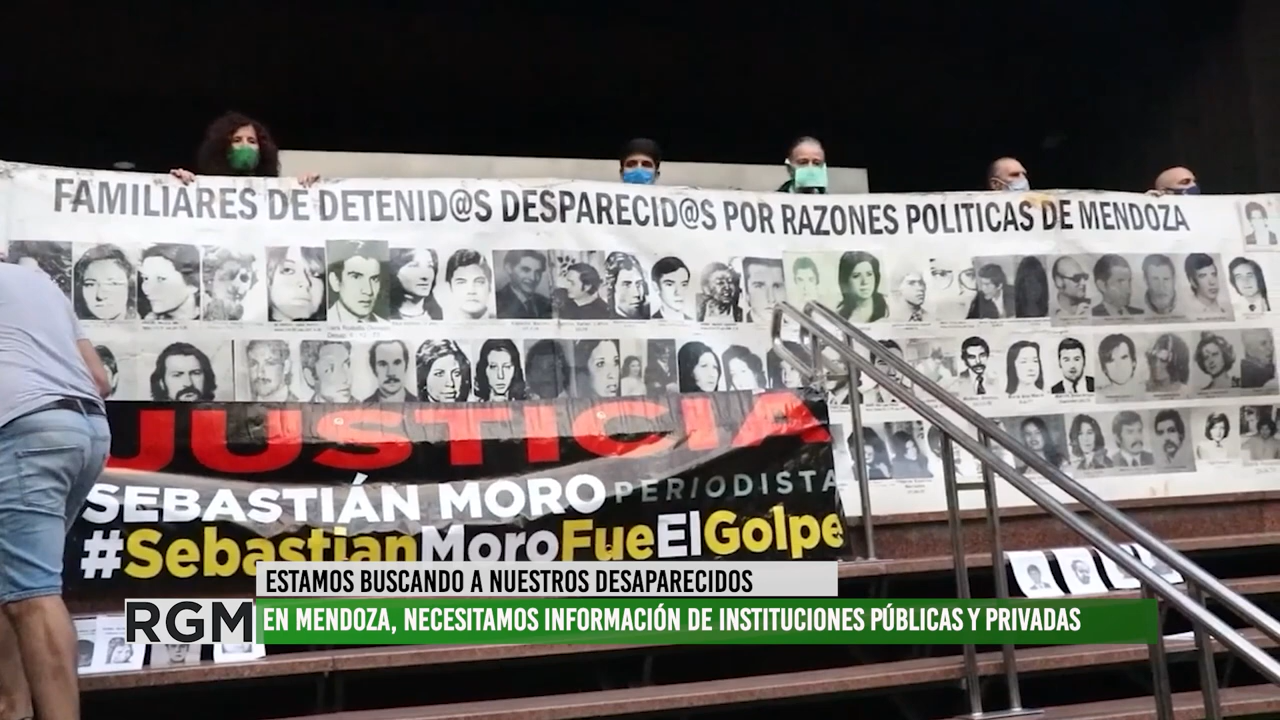 FAMILIARES DE DETENID@S DESPARECID@S POR RAZONES POLITICAS DE MENDOZA
JUSTICIA
SEBASTIÁN MORO PERIODISTA
#SebastianMoroFueElGolpe
ESTAMOS BUSCANDO A NUESTROS DESAPARECIDOS
RGM
EN MENDOZA, NECESITAMOS INFORMACIÓN DE INSTITUCIONES PÚBLICAS Y PRIVADAS